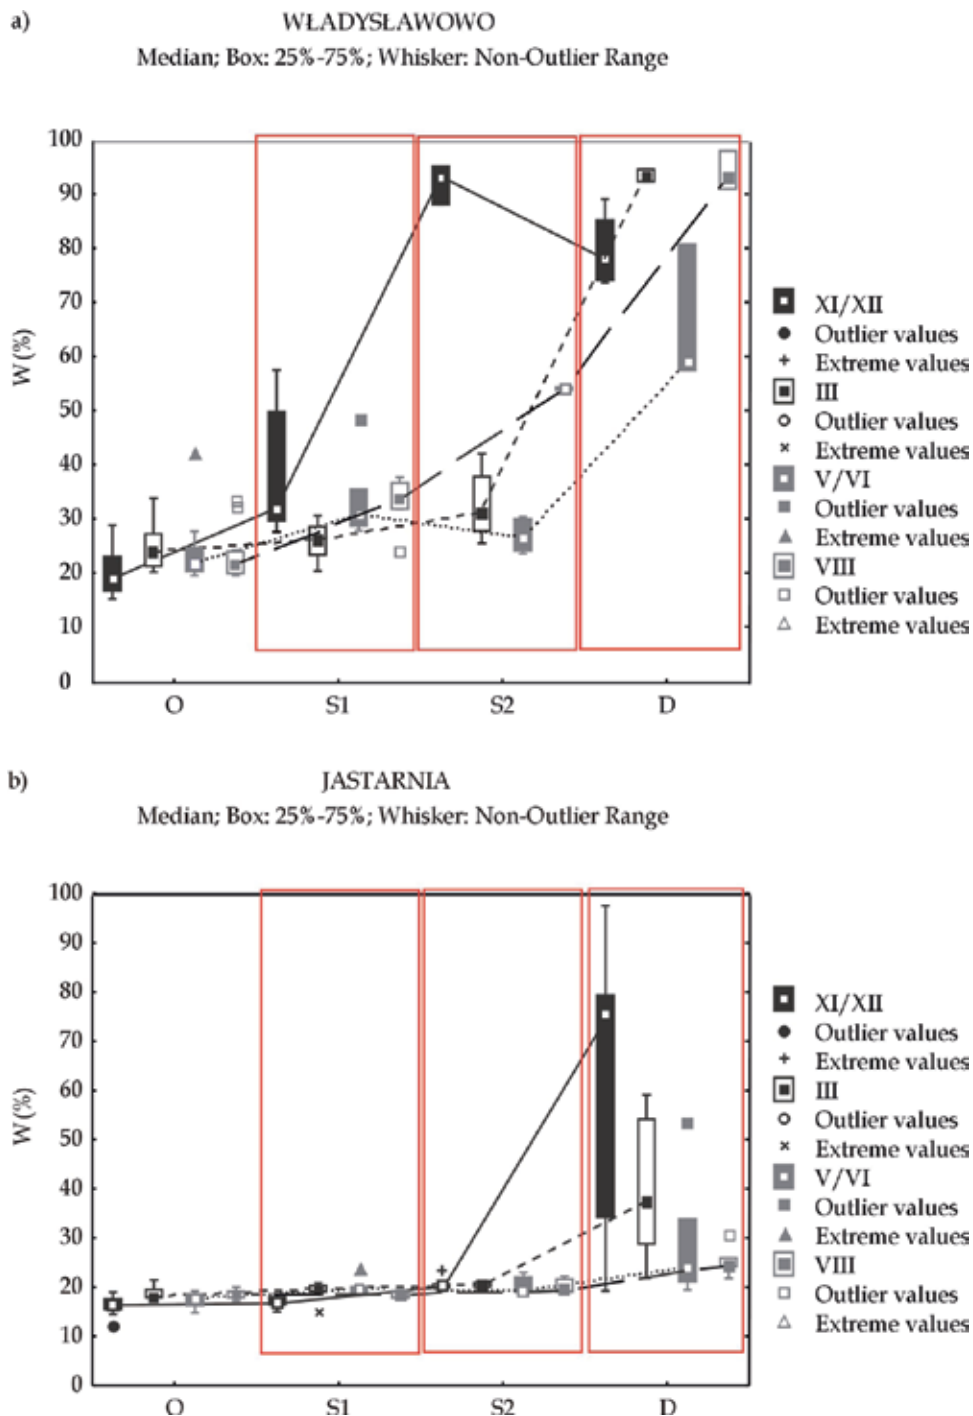 a)
WŁADYSŁAWOWO
Median; Box: 25%-75%; Whisker: Non-Outlier Range
100
90
80
70
60
50
40
30
20
10
0
W (%)
O S1 S2 D
XI/XII
Outlier values
Extreme values
III
Outlier values
Extreme values
V/VI
Outlier values
Extreme values
VIII
Outlier values
Extreme values
b)
JASTARNIA
Median; Box: 25%-75%; Whisker: Non-Outlier Range
100
90
80
70
60
50
40
30
20
10
0
W (%)
O S1 S2 D
XI/XII
Outlier values
Extreme values
III
Outlier values
Extreme values
V/VI
Outlier values
Extreme values
VIII
Outlier values
Extreme values